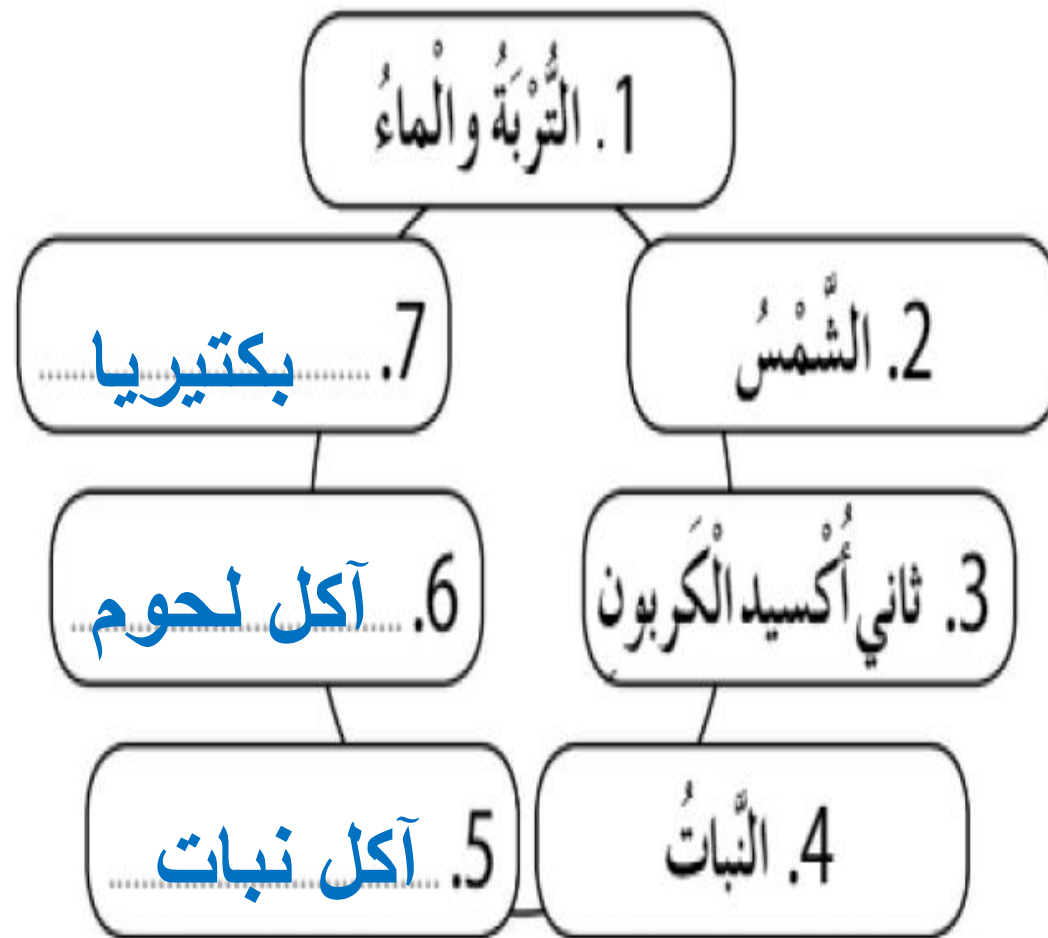 1. التُّرْبَةُ و الْماءُ
2. الشَّمْسُ
3. ثاني أُكْسيد الْكَربون
4. النَّباتُ
5. آكل نبات
6. آكل لحوم
7. بكتيريا